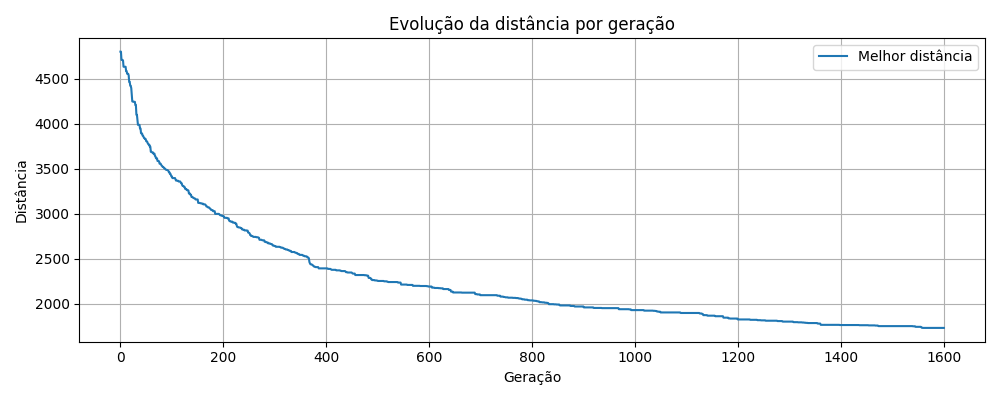 Evolução da distância por geração
Melhor distância
Distância
4500
4000
3500
3000
2500
2000
0 200 400 600 800 1000 1200 1400 1600
Geração